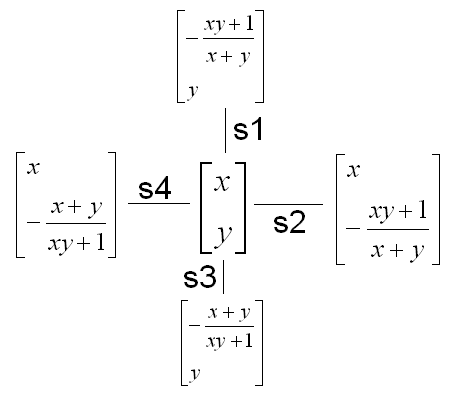 [ -(xy+1)/(x+y) ]
[ y ]
s1
[ x ]
[ -(x+y)/(xy+1) ]
s4
[ x ]
[ y ]
s2
[ x ]
[ -(xy+1)/(x+y) ]
s3
[ -(x+y)/(xy+1) ]
[ y ]